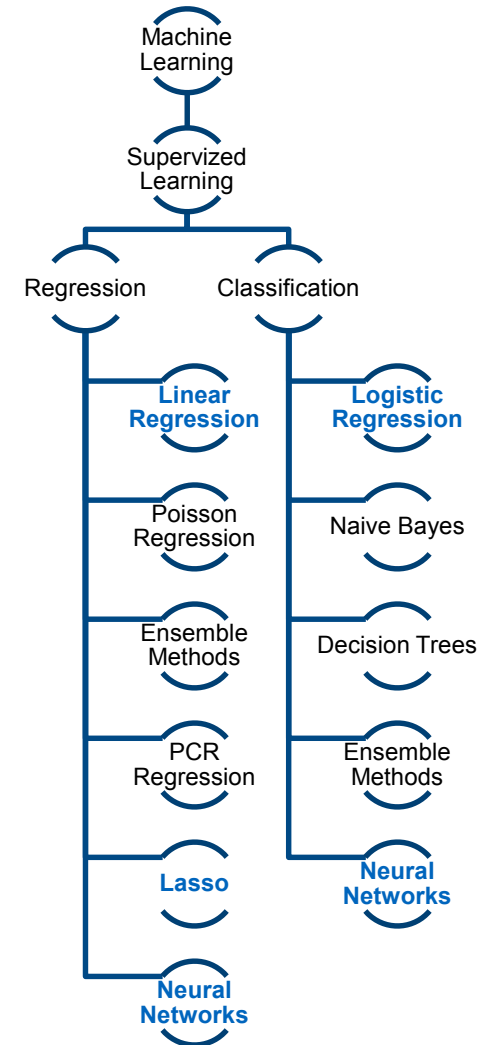 Machine
Learning
Supervized
Learning
Regression
Classification
Linear
Regression
Logistic
Regression
Poisson
Regression
Naive Bayes
Ensemble
Methods
Decision Trees
PCR
Regression
Ensemble
Methods
Lasso
Neural
Networks
Neural
Networks